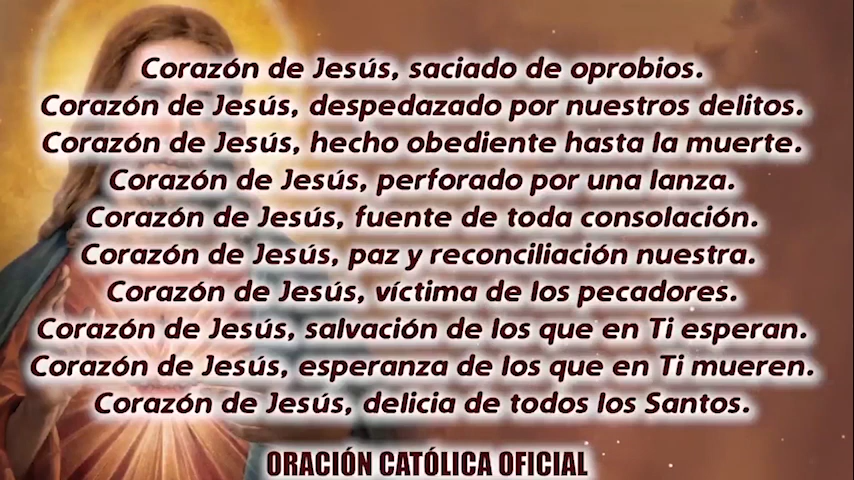 Corazón de Jesús, saciado de oprobios.
Corazón de Jesús, despedazado por nuestros delitos.
Corazón de Jesús, hecho obediente hasta la muerte.
Corazón de Jesús, perforado por una lanza.
Corazón de Jesús, fuente de toda consolación.
Corazón de Jesús, paz y reconciliación nuestra.
Corazón de Jesús, víctima de los pecadores.
Corazón de Jesús, salvación de los que en Ti esperan.
Corazón de Jesús, esperanza de los que en Ti mueren.
Corazón de Jesús, delicia de todos los Santos.
ORACIÓN CATÓLICA OFICIAL